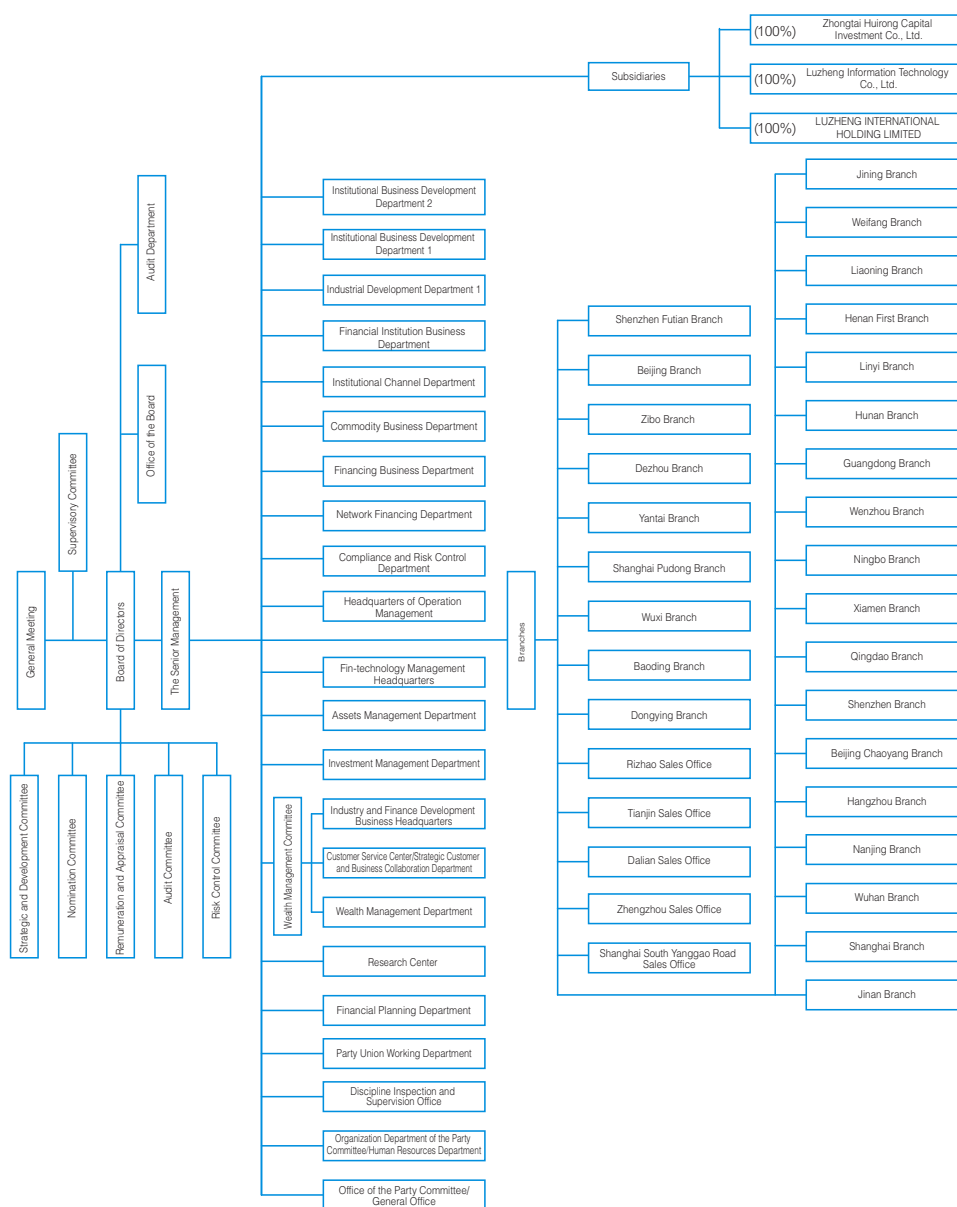 (100%)
Zhongtai Huirong Capital
Investment Co., Ltd.
Subsidiaries
(100%)
Luzheng Information Technology
Co., Ltd.
(100%)
LUZHENG INTERNATIONAL
HOLDING LIMITED
General Meeting
Supervisory Committee
Board of Directors
Audit Department
Office of the Board
The Senior Management
Strategic and Development Committee
Nomination Committee
Remuneration and Appraisal Committee
Audit Committee
Risk Control Committee
Institutional Business Development
Department 2
Institutional Business Development
Department 1
Industrial Development Department 1
Financial Institution Business
Department
Institutional Channel Department
Commodity Business Department
Financing Business Department
Network Financing Department
Compliance and Risk Control
Department
Headquarters of Operation
Management
Fin-technology Management
Headquarters
Assets Management Department
Investment Management Department
Wealth Management Committee
Industry and Finance Development
Business Headquarters
Customer Service Center/Strategic Customer
and Business Collaboration Department
Wealth Management Department
Research Center
Financial Planning Department
Party Union Working Department
Discipline Inspection and
Supervision Office
Organization Department of the Party
Committee/Human Resources Department
Office of the Party Committee/
General Office
Branches
Shenzhen Futian Branch
Beijing Branch
Zibo Branch
Dezhou Branch
Yantai Branch
Shanghai Pudong Branch
Wuxi Branch
Baoding Branch
Dongying Branch
Rizhao Sales Office
Tianjin Sales Office
Dalian Sales Office
Zhengzhou Sales Office
Shanghai South Yanggao Road
Sales Office
Jining Branch
Weifang Branch
Liaoning Branch
Henan First Branch
Linyi Branch
Hunan Branch
Guangdong Branch
Wenzhou Branch
Ningbo Branch
Xiamen Branch
Qingdao Branch
Shenzhen Branch
Beijing Chaoyang Branch
Hangzhou Branch
Nanjing Branch
Wuhan Branch
Shanghai Branch
Jinan Branch